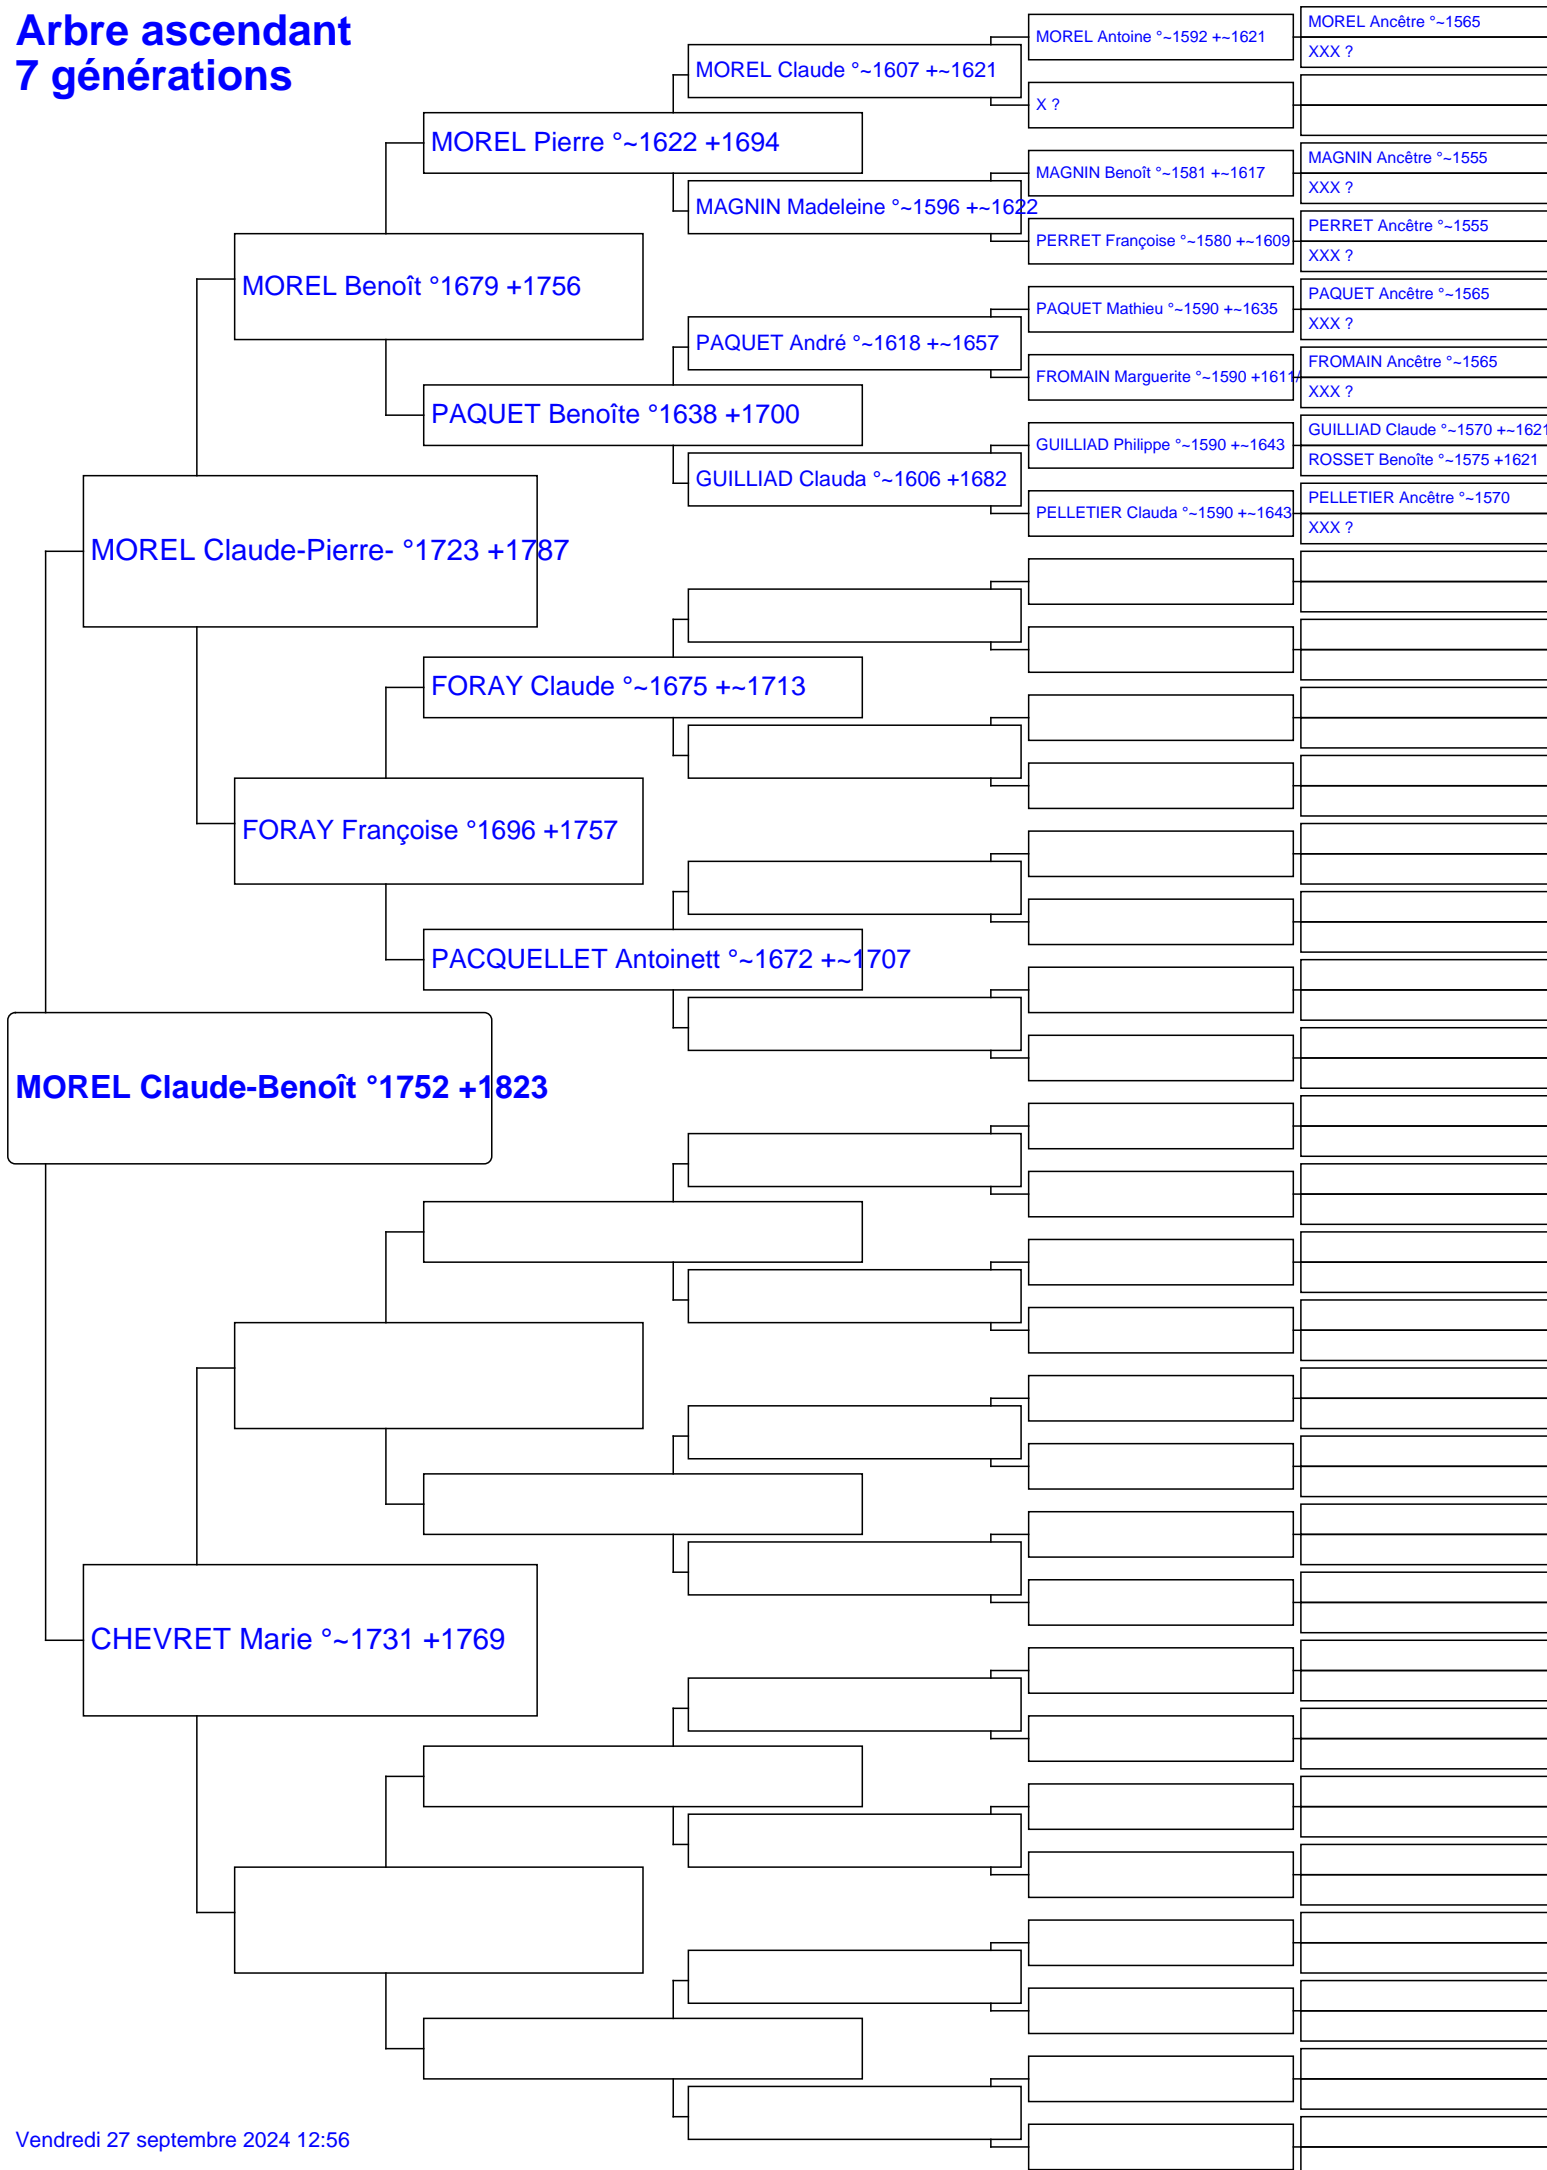 Arbre ascendant
7 générations
MOREL Claude-Benoît °1752 +1823
MOREL Claude-Pierre- °1723 +1787
CHEVRET Marie °~1731 +1769
MOREL Benoît °1679 +1756
FORAY Françoise °1696 +1757
MOREL Pierre °~1622 +1694
PAQUET Benoîte °1638 +1700
FORAY Claude °~1675 +~1713
PACQUELLET Antoinett °~1672 +~1707
MOREL Claude °~1607 +~1621
MAGNIN Madeleine °~1596 +~1622
PAQUET André °~1618 +~1657
GUILLIAD Clauda °~1606 +1682
MOREL Antoine °~1592 +~1621
X ?
MAGNIN Benoît °~1581 +~1617
PERRET Françoise °~1580 +~1609
PAQUET Mathieu °~1590 +~1635
FROMAIN Marguerite °~1590 +1611/
GUILLIAD Philippe °~1590 +~1643
PELLETIER Clauda °~1590 +~1643
MOREL Ancêtre °~1565
XXX ?
MAGNIN Ancêtre °~1555
XXX ?
PERRET Ancêtre °~1555
XXX ?
PAQUET Ancêtre °~1565
XXX ?
FROMAIN Ancêtre °~1565
XXX ?
GUILLIAD Claude °~1570 +~1621
ROSSET Benoîte °~1575 +1621
PELLETIER Ancêtre °~1570
XXX ?
Vendredi 27 septembre 2024 12:56